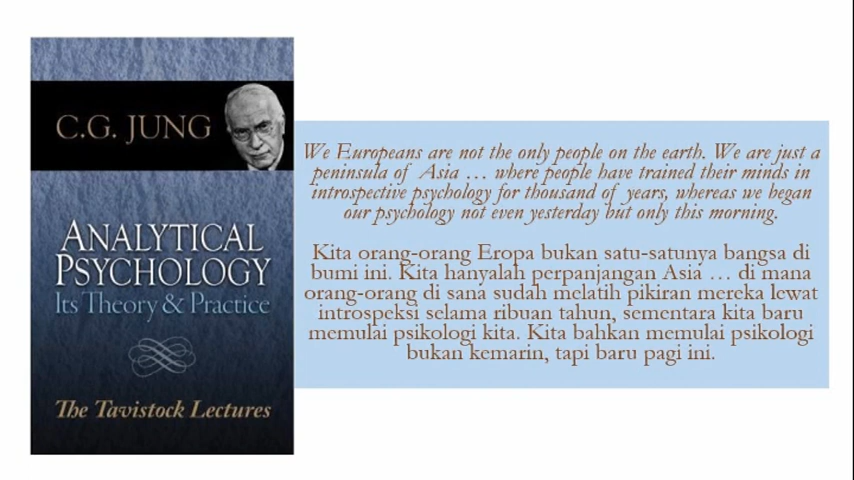 C.G. JUNG
ANALYTICAL
PSYCHOLOGY
Its Theory & Practice
The Tavistock Lectures
We Europeans are not the only people on the earth. We are just a
peninsula of Asia … where people have trained their minds in
introspective psychology for thousand of years, whereas we began
our psychology not even yesterday but only this morning.
Kita orang-orang Eropa bukan satu-satunya bangsa di
bumi ini. Kita hanyalah perpanjangan Asia … di mana
orang-orang di sana sudah melatih pikiran mereka lewat
introspeksi selama ribuan tahun, sementara kita baru
memulai psikologi kita. Kita bahkan memulai psikologi
bukan kemarin, tapi baru pagi ini.